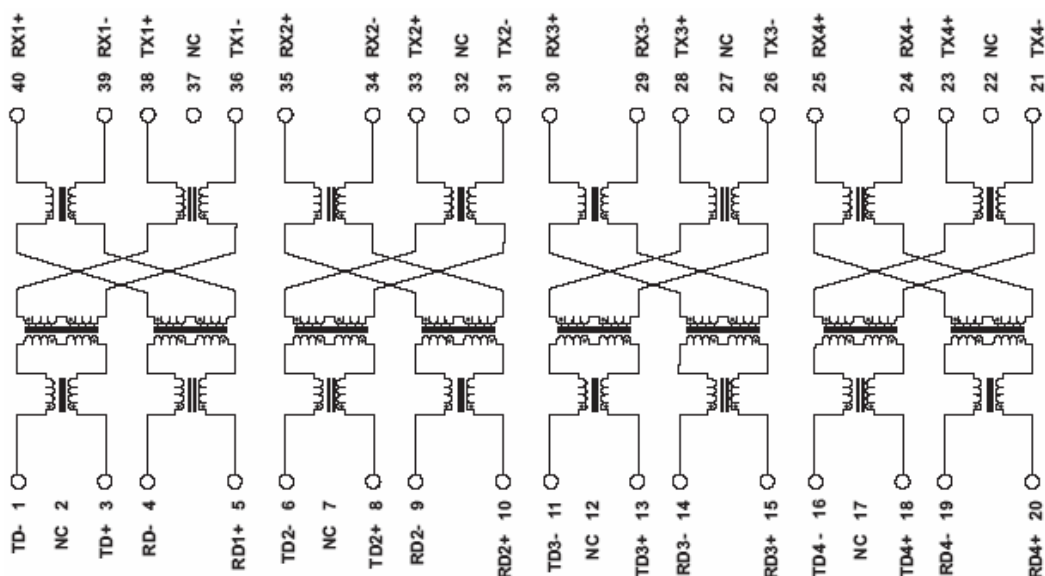 40 RX1+
39 RX1-
38 TX1+
37 NC
36 TX1-
35 RX2+
34 RX2-
33 TX2+
32 NC
31 TX2-
30 RX3+
29 RX3-
28 TX3+
27 NC
26 TX3-
25 RX4+
24 RX4-
23 TX4+
22 NC
21 TX4-
TD- 1
NC 2
TD+ 3
RD- 4
RD1+ 5
TD2- 6
NC 7
TD2+ 8
RD2- 9
RD2+ 10
TD3- 11
NC 12
TD3+ 13
RD3- 14
RD3+ 15
TD4 - 16
NC 17
TD4+ 18
RD4- 19
RD4+ 20